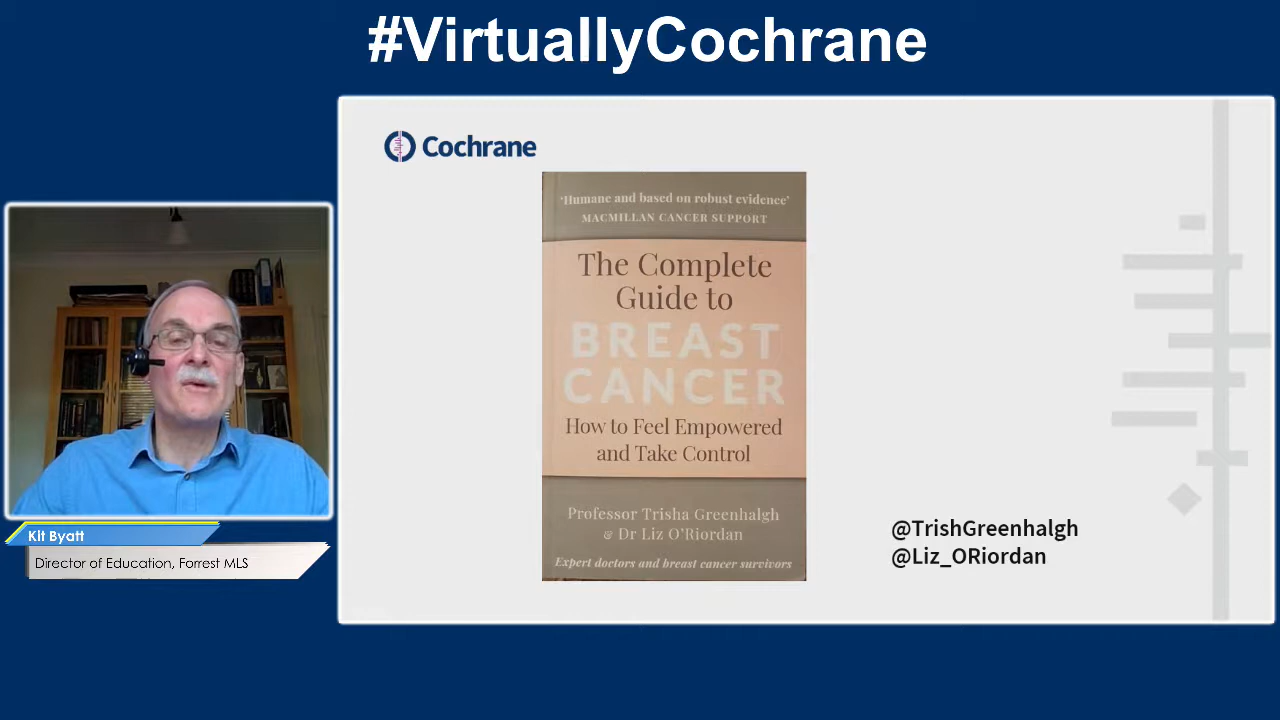 #VirtuallyCochrane
Cochrane
'Humane and based on robust evidence'
MACMILLAN CANCER SUPPORT
The Complete
Guide to
BREAST
CANCER
How to Feel Empowered
and Take Control
Professor Trisha Greenhalgh
& Dr Liz O'Riordan
Expert doctors and breast cancer survivors
@TrishGreenhalgh
@Liz_ORiordan
Kit Byatt
Director of Education, Forrest MLS